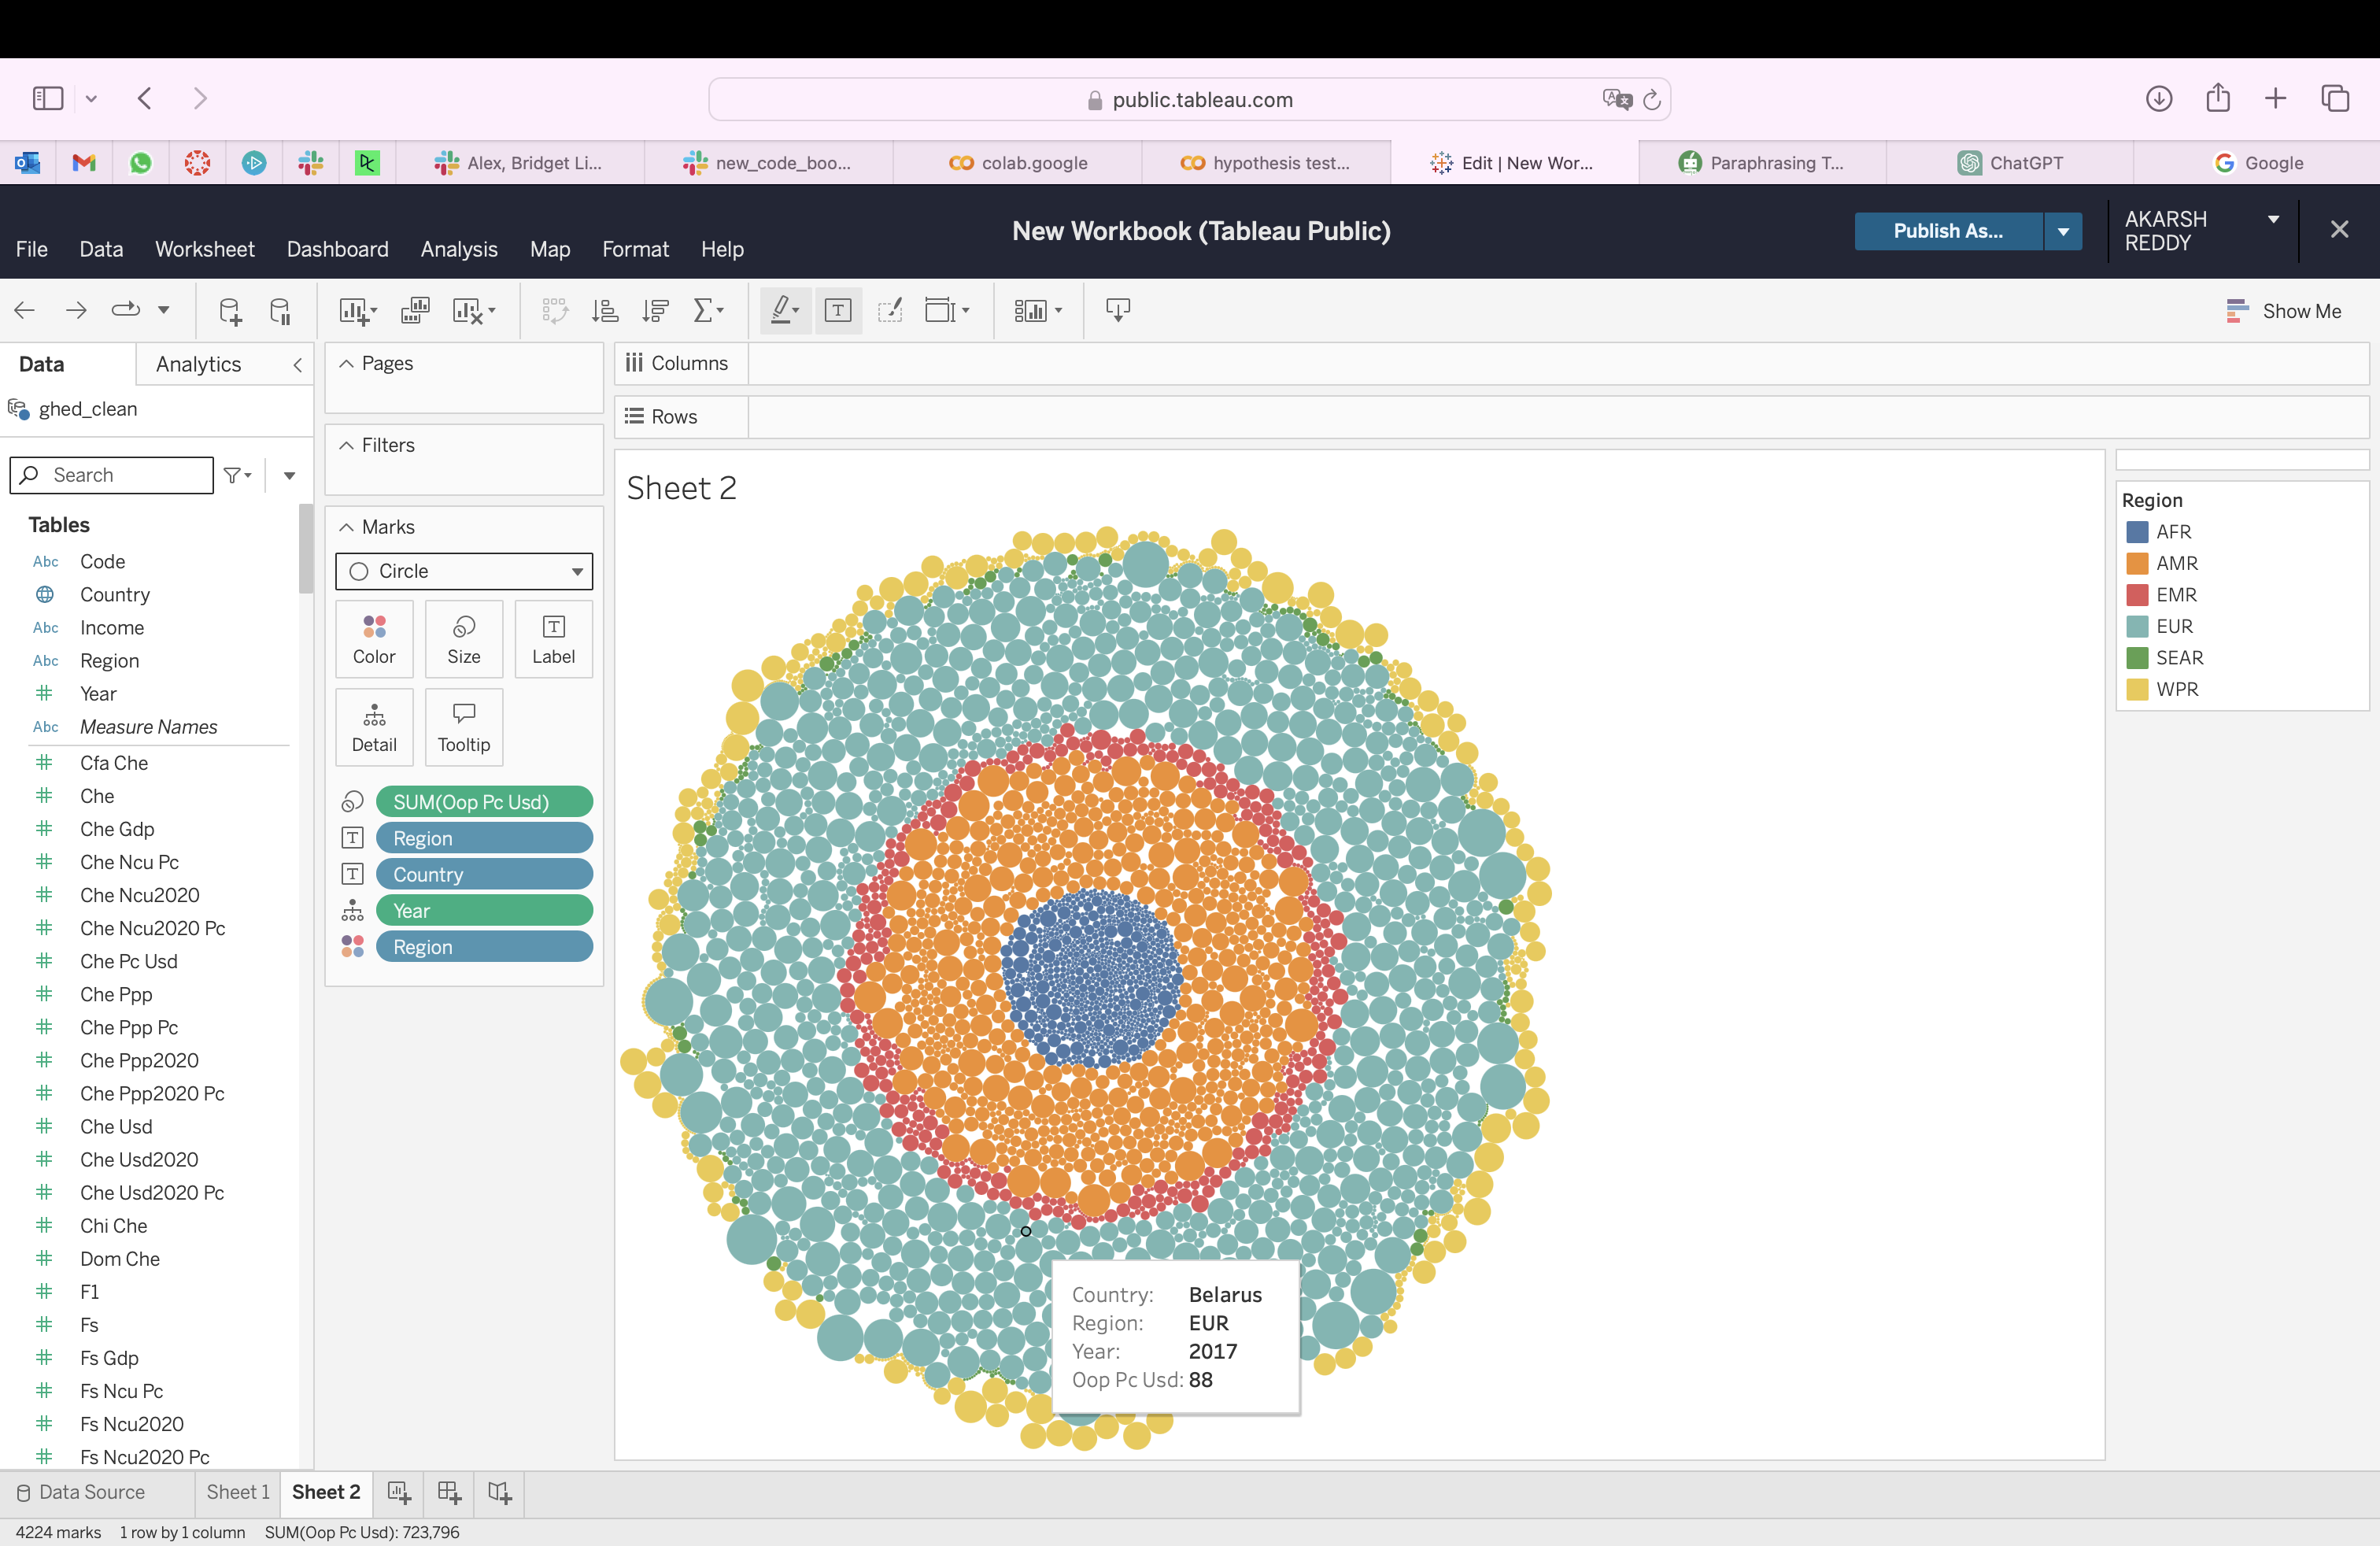 public.tableau.com
Alex, Bridget Li...
new_code_boo...
colab.google
hypothesis test...
Edit | New Wor...
Paraphrasing T...
ChatGPT
Google
New Workbook (Tableau Public)
Publish As...
AKARSH
REDDY
File Data Worksheet Dashboard Analysis Map Format Help
Show Me
Data Analytics
ghed_clean
Search
Tables
Abc Code
Country
Abc Income
Abc Region
Year
Abc Measure Names
Cfa Che
Che
Che Gdp
Che Ncu Pc
Che Ncu2020
Che Ncu2020 Pc
Che Pc Usd
Che Ppp
Che Ppp Pc
Che Ppp2020
Che Ppp2020 Pc
Che Usd
Che Usd2020
Che Usd2020 Pc
Chi Che
Dom Che
F1
Fs
Fs Gdp
Fs Ncu Pc
Fs Ncu2020
Fs Ncu2020 Pc
Pages
Filters
Marks
Circle
Color Size Label
Detail Tooltip
SUM(Oop Pc Usd)
Region
Country
Year
Region
Columns
Rows
Sheet 2
Country: Belarus
Region: EUR
Year: 2017
Oop Pc Usd: 88
Region
AFR
AMR
EMR
EUR
SEAR
WPR
Data Source Sheet 1 Sheet 2
4224 marks 1 row by 1 column SUM(Oop Pc Usd): 723,796